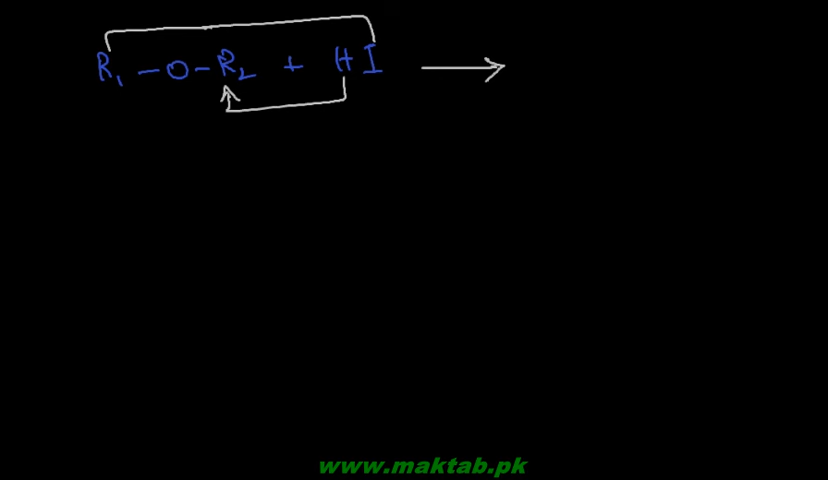 R₁ – O – R₂ + HI ⟶
www.maktab.pk